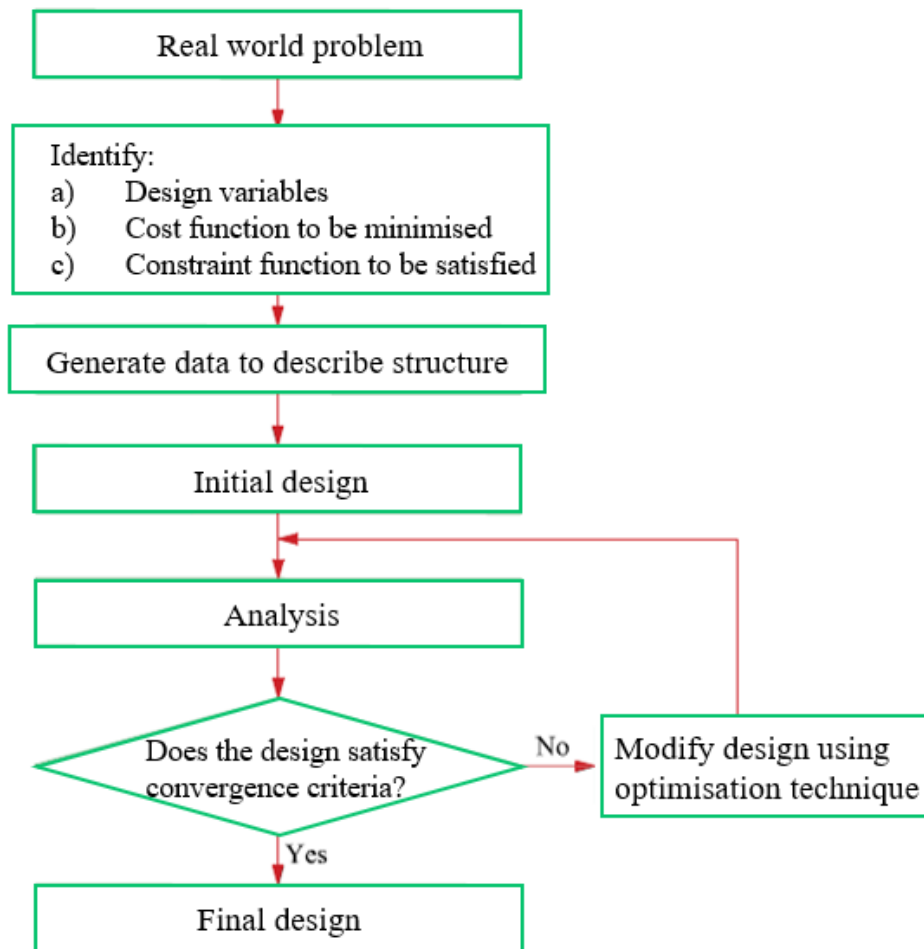 Real world problem
Identify:
a) Design variables
b) Cost function to be minimised
c) Constraint function to be satisfied
Generate data to describe structure
Initial design
Analysis
Does the design satisfy
convergence criteria?
No
Modify design using
optimisation technique
Yes
Final design